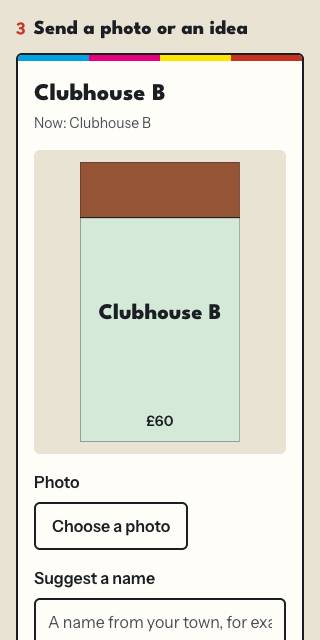 3 Send a photo or an idea
Clubhouse B
Now: Clubhouse B
Clubhouse B
£60
Photo
Choose a photo
Suggest a name
A name from your town, for exa